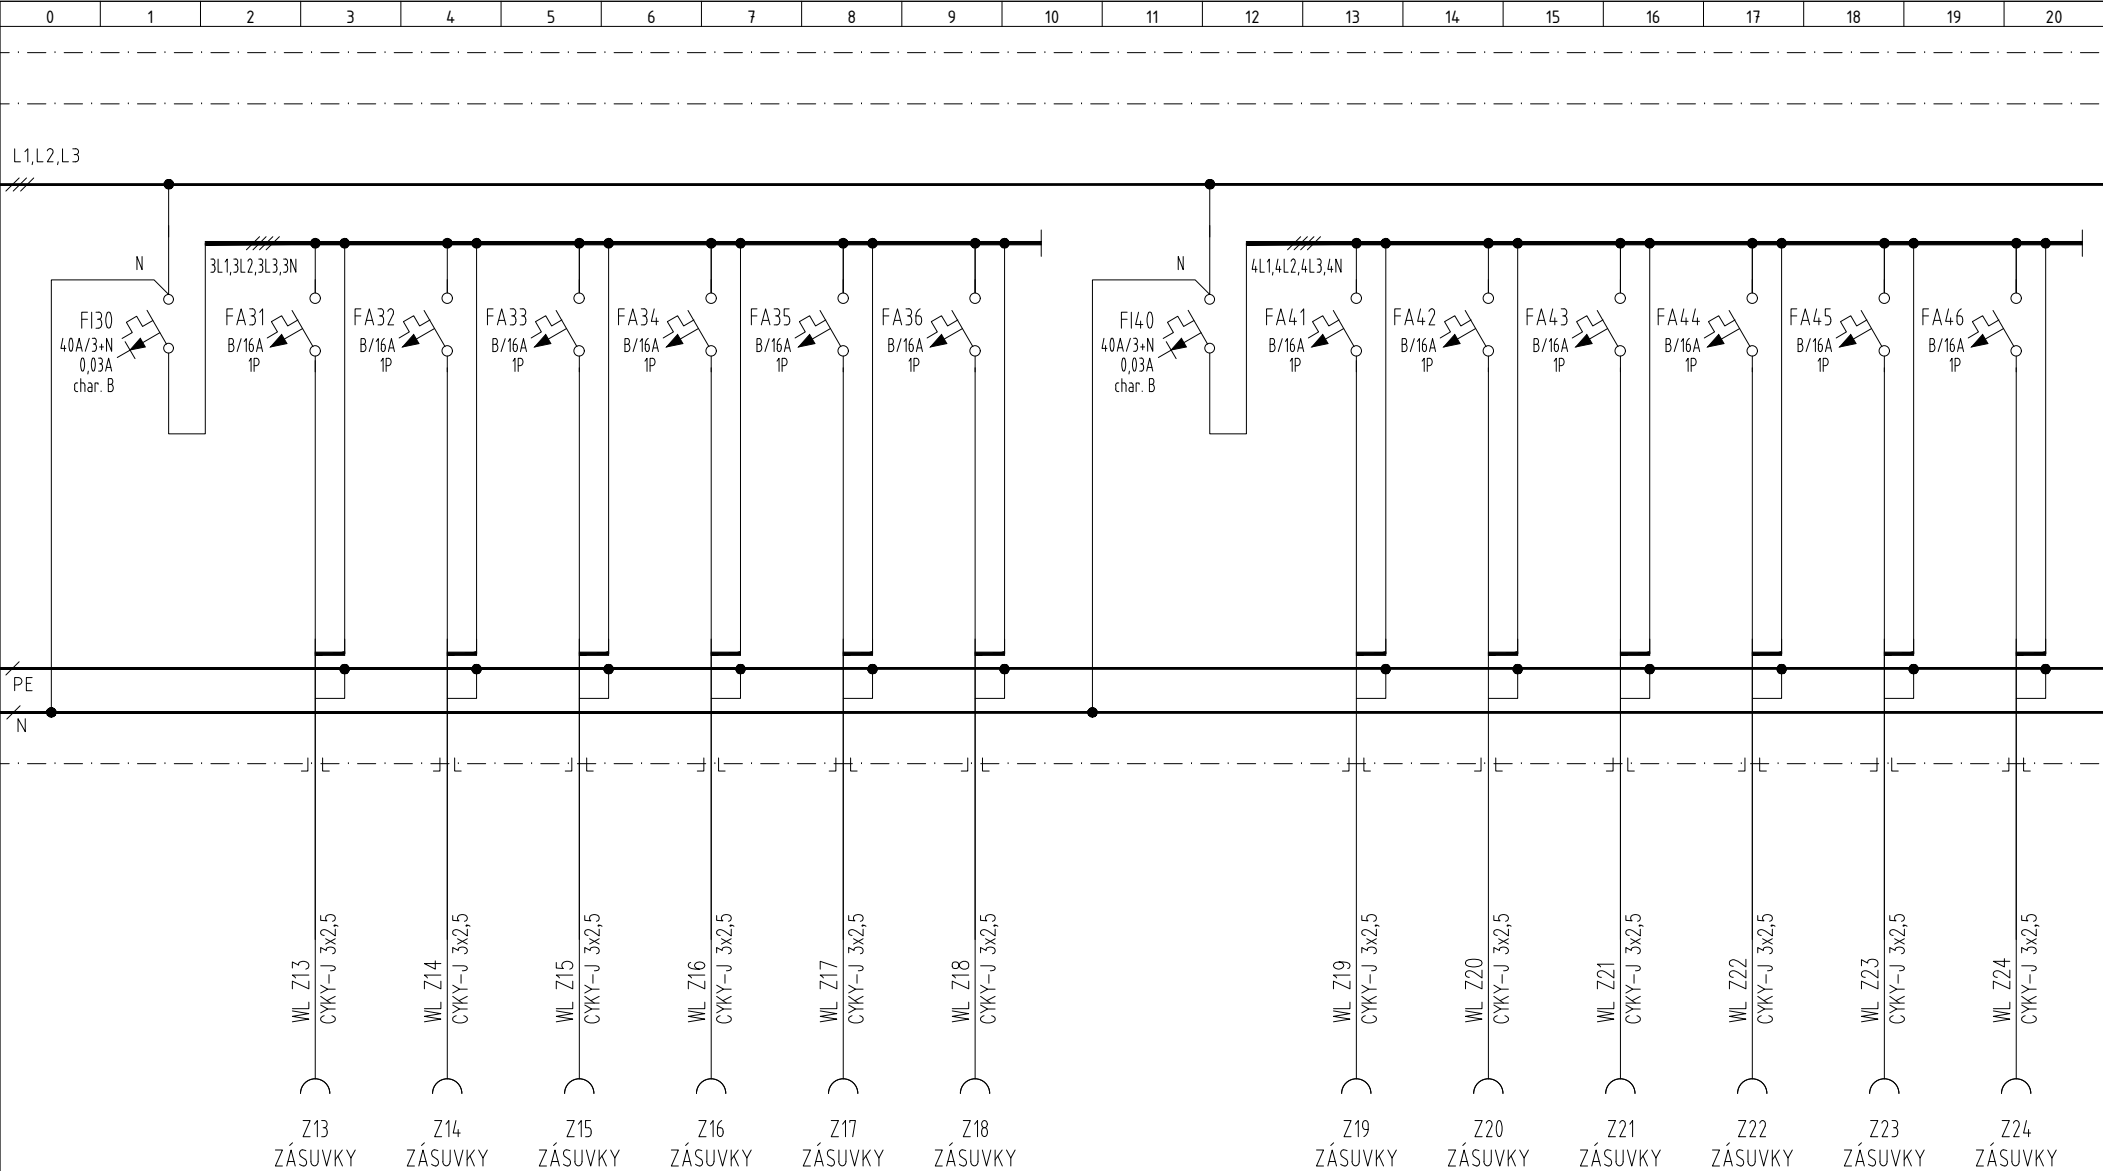 0 1 2 3 4 5 6 7 8 9 10 11 12 13 14 15 16 17 18 19 20
L1,L2,L3
N
3L1,3L2,3L3,3N
FI30
40A/3+N
0,03A
char. B
FA31
B/16A
1P
FA32
B/16A
1P
FA33
B/16A
1P
FA34
B/16A
1P
FA35
B/16A
1P
FA36
B/16A
1P
N
4L1,4L2,4L3,4N
FI40
40A/3+N
0,03A
char. B
FA41
B/16A
1P
FA42
B/16A
1P
FA43
B/16A
1P
FA44
B/16A
1P
FA45
B/16A
1P
FA46
B/16A
1P
PE
N
WL Z13
CYKY-J 3x2,5
WL Z14
CYKY-J 3x2,5
WL Z15
CYKY-J 3x2,5
WL Z16
CYKY-J 3x2,5
WL Z17
CYKY-J 3x2,5
WL Z18
CYKY-J 3x2,5
WL Z19
CYKY-J 3x2,5
WL Z20
CYKY-J 3x2,5
WL Z21
CYKY-J 3x2,5
WL Z22
CYKY-J 3x2,5
WL Z23
CYKY-J 3x2,5
WL Z24
CYKY-J 3x2,5
Z13
ZÁSUVKY
Z14
ZÁSUVKY
Z15
ZÁSUVKY
Z16
ZÁSUVKY
Z17
ZÁSUVKY
Z18
ZÁSUVKY
Z19
ZÁSUVKY
Z20
ZÁSUVKY
Z21
ZÁSUVKY
Z22
ZÁSUVKY
Z23
ZÁSUVKY
Z24
ZÁSUVKY